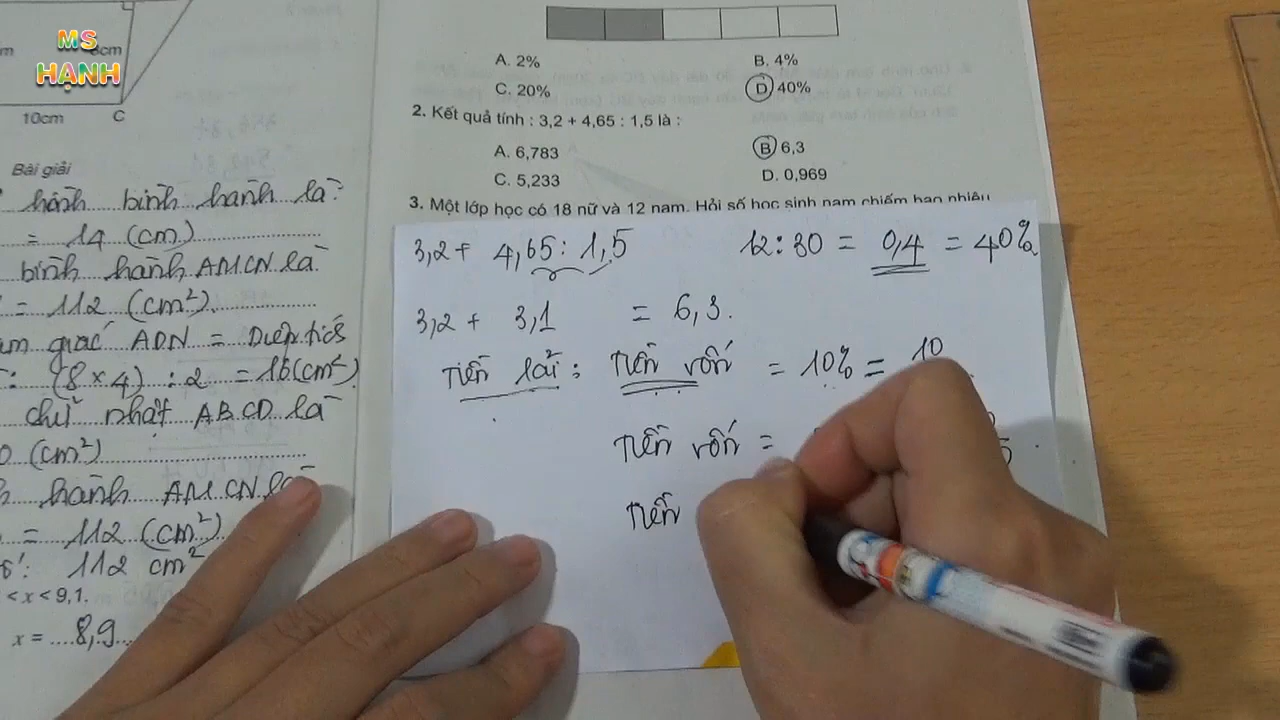 MS
HẠNH
8cm
10cm
C
Bài giải
hành bình hành là:
= 14 (cm)
bình hành AMCN là
= 112 (cm²).
giác ADN =
(8 × 4) : 2 = 16(cm²)
chữ nhật ABCD là
(cm²)
hành AMCN là
= 112 (cm²)
112 cm²
< x < 9,1.
x = ....8,9...
A. 2%
B. 4%
C. 20%
D 40%
2. Kết quả tính : 3,2 + 4,65 : 1,5 là :
A. 6,783
B 6,3
C. 5,233
D. 0,969
3. Một lớp học có 18 nữ và 12 nam. Hỏi số học sinh nam chiếm bao nhiêu
3,2 + 4,65 : 1,5
12 : 30 = 0,4 = 40%
3,2 + 3,1 = 6,3.
Tiền lãi : Tiền vốn = 10% = 10
Tiền vốn =
Tiền